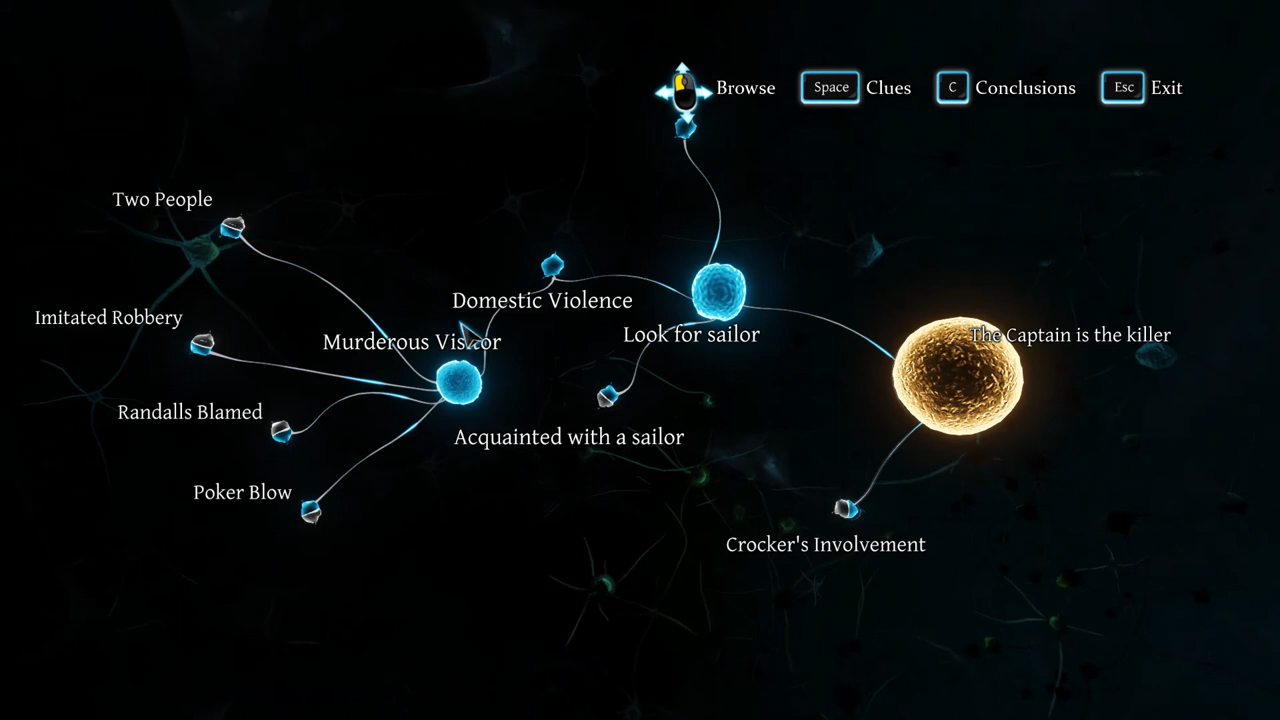 Browse
Space
Clues
C
Conclusions
Esc
Exit
Two People
Domestic Violence
Imitated Robbery
Murderous Visitor
Look for sailor
The Captain is the killer
Randalls Blamed
Acquainted with a sailor
Poker Blow
Crocker's Involvement